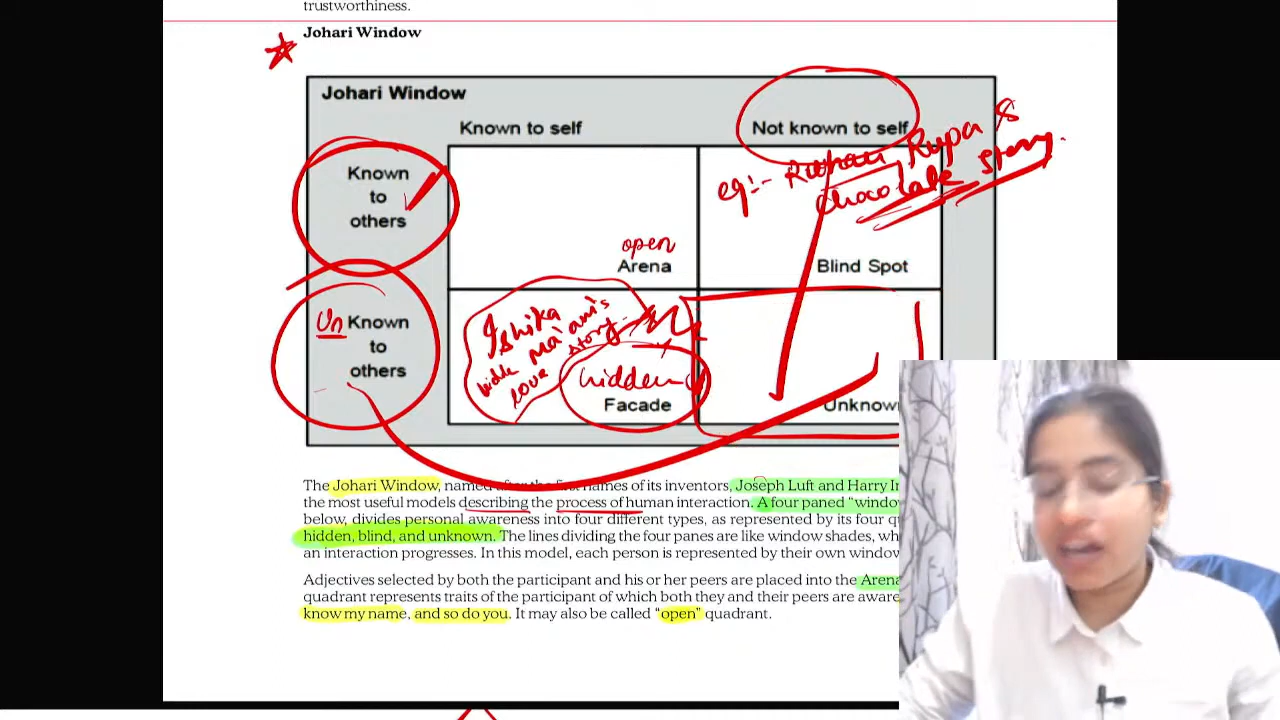 trustworthiness.
Johari Window
Johari Window
Known to self
Not known to self
Known
to
others
eg:- Rupa &
chocolate story.
open
Arena
Blind Spot
Un Known
to
others
Ishika
Ma'am's
hidden love story
hidden
Facade
Unknow
The Johari Window, named after the first names of its inventors, Joseph Luft and Harry In
the most useful models describing the process of human interaction. A four paned "window
below, divides personal awareness into four different types, as represented by its four q
hidden, blind, and unknown. The lines dividing the four panes are like window shades, wh
an interaction progresses. In this model, each person is represented by their own window
Adjectives selected by both the participant and his or her peers are placed into the Arena
quadrant represents traits of the participant of which both they and their peers are aware
know my name, and so do you. It may also be called "open" quadrant.